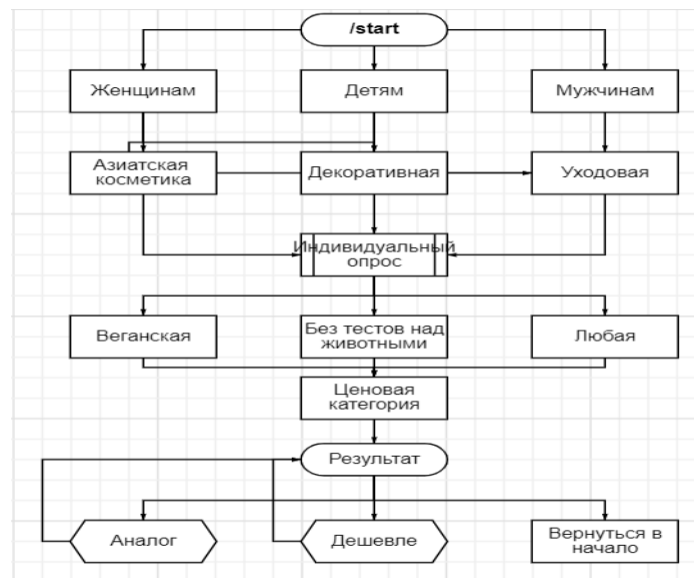 /start
Женщинам
Детям
Мужчинам
Азиатская
косметика
Декоративная
Уходовая
Индивидуальный
опрос
Веганская
Без тестов над
животными
Любая
Ценовая
категория
Результат
Аналог
Дешевле
Вернуться в
начало